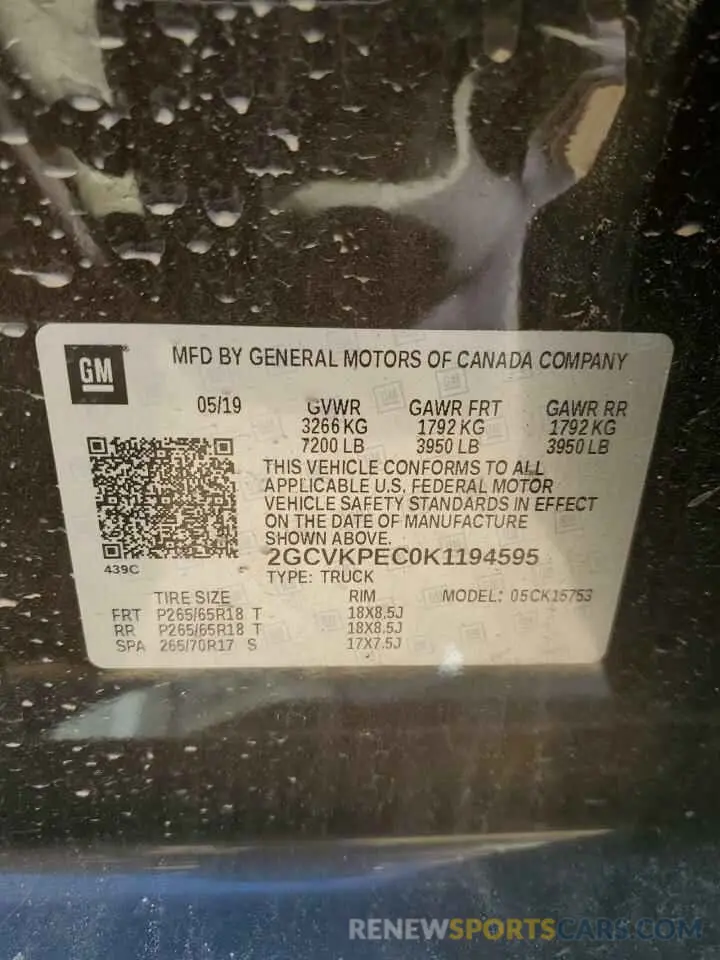 GM
MFD BY GENERAL MOTORS OF CANADA COMPANY
05/19 GVWR GAWR FRT GAWR RR
3266 KG 1792 KG 1792 KG
7200 LB 3950 LB 3950 LB
THIS VEHICLE CONFORMS TO ALL
APPLICABLE U.S. FEDERAL MOTOR
VEHICLE SAFETY STANDARDS IN EFFECT
ON THE DATE OF MANUFACTURE
SHOWN ABOVE.
439C
2GCVKPEC0K1194595
TYPE: TRUCK
TIRE SIZE RIM MODEL: 05CK15753
FRT P265/65R18 T 18X8.5J
RR P265/65R18 T 18X8.5J
SPA 265/70R17 S 17X7.5J
RENEWSPORTSCARS.COM